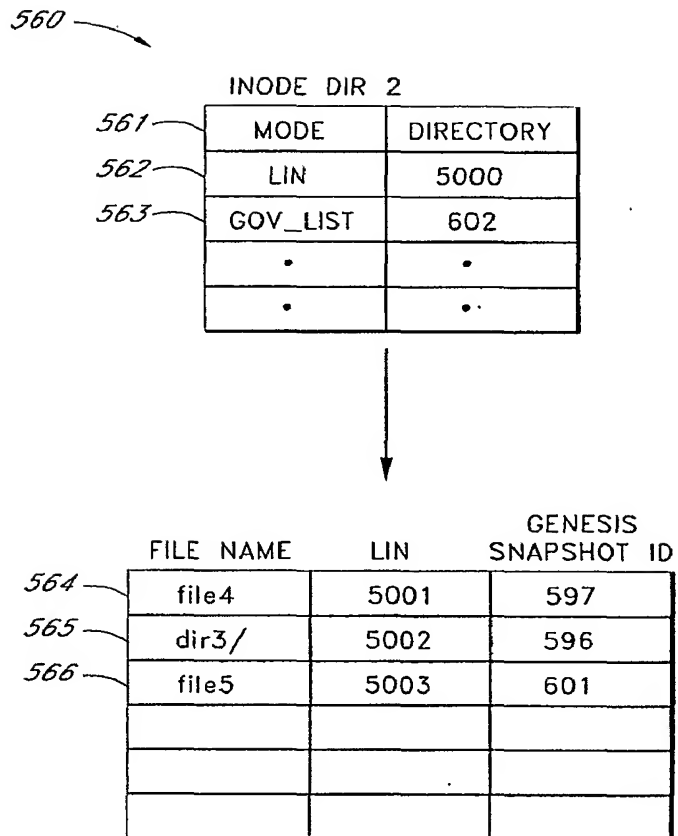 560
INODE DIR 2
561 MODE DIRECTORY
562 LIN 5000
563 GOV_LIST 602
GENESIS
FILE NAME LIN SNAPSHOT ID
564 file4 5001 597
565 dir3/ 5002 596
566 file5 5003 601